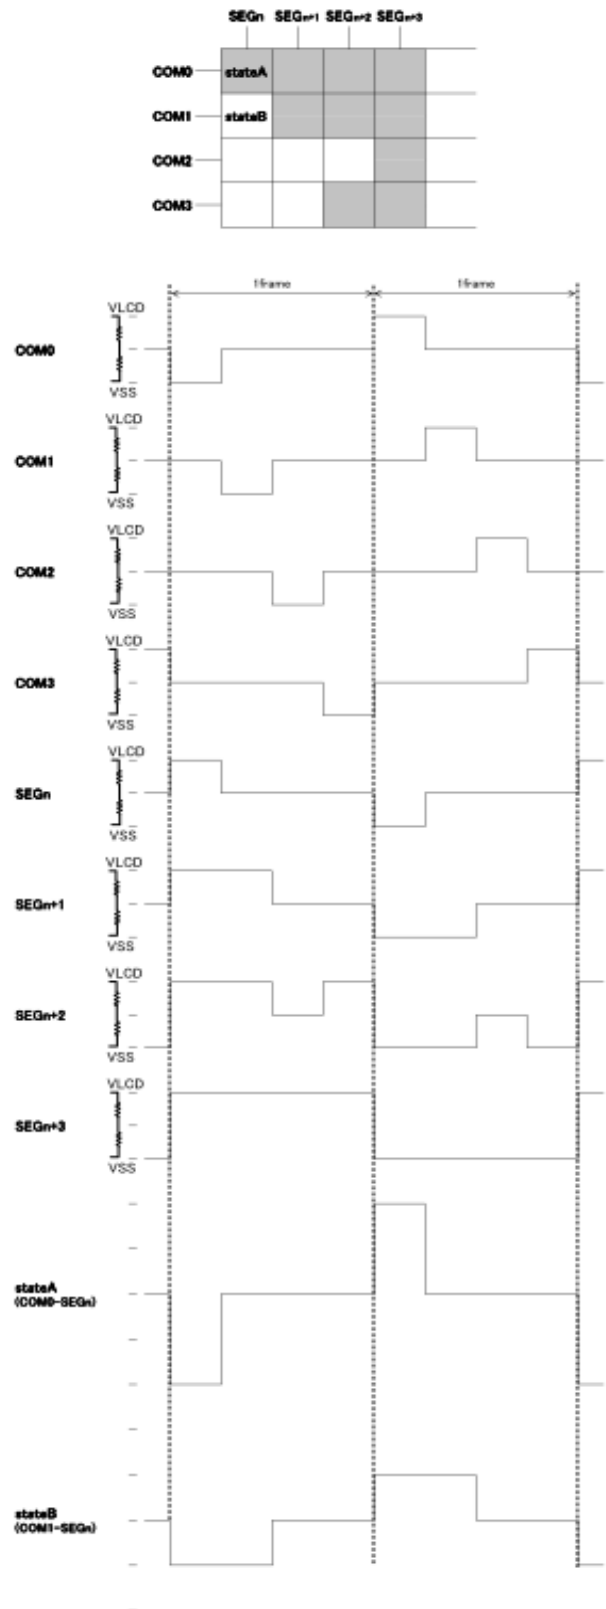 SEGn SEGn+1 SEGn+2 SEGn+3
COM0 stateA
COM1 stateB
COM2
COM3
1frame 1frame
VLCD
COM0
VSS
VLCD
COM1
VSS
VLCD
COM2
VSS
VLCD
COM3
VSS
VLCD
SEGn
VSS
VLCD
SEGn+1
VSS
VLCD
SEGn+2
VSS
VLCD
SEGn+3
VSS
stateA
(COM0-SEGn)
stateB
(COM1-SEGn)